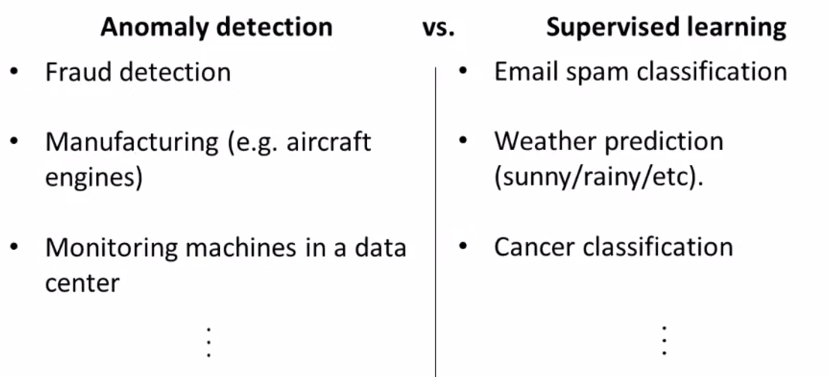 Anomaly detection vs. Supervised learning
• Fraud detection
• Manufacturing (e.g. aircraft
engines)
• Monitoring machines in a data
center
⋮
• Email spam classification
• Weather prediction
(sunny/rainy/etc).
• Cancer classification
⋮